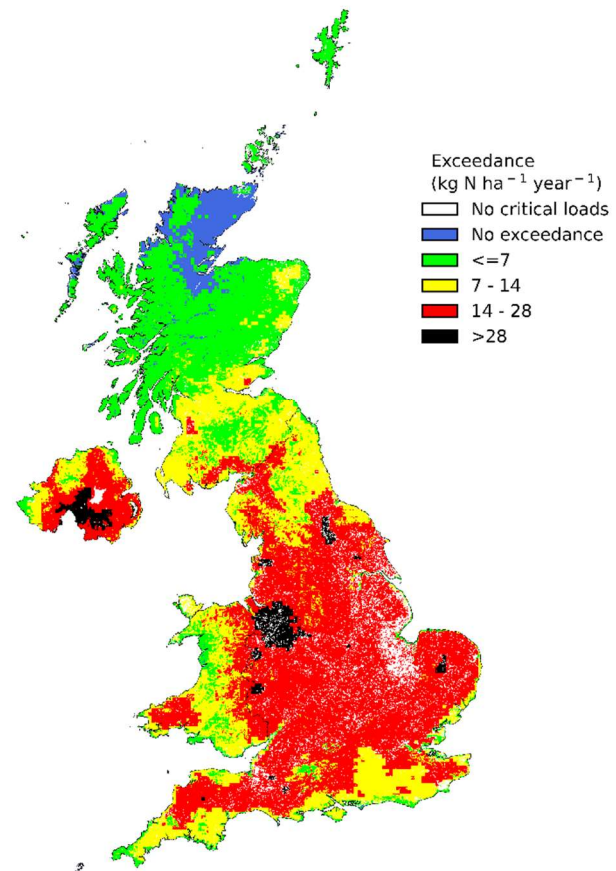 Exceedance
(kg N ha⁻¹ year⁻¹)
No critical loads
No exceedance
<=7
7 - 14
14 - 28
>28